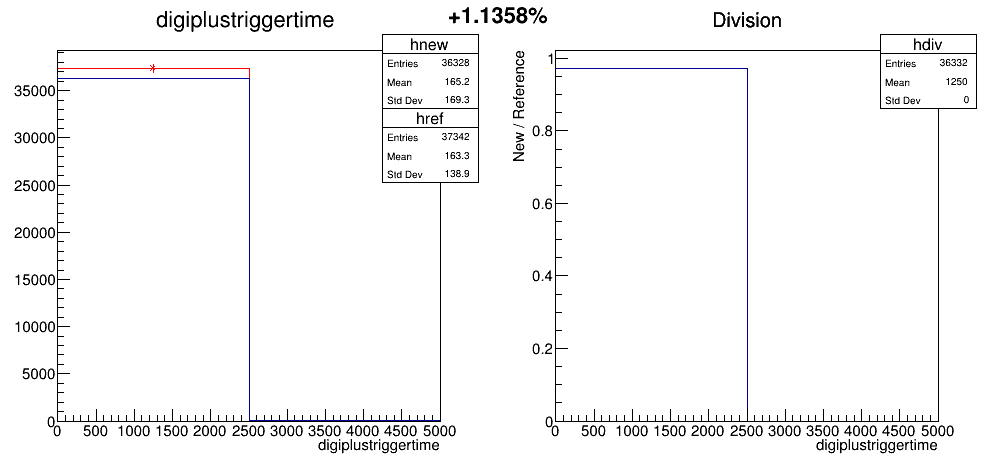 digiplustriggertime
+1.1358%
Division
hnew
Entries 36328
Mean 165.2
Std Dev 169.3
href
Entries 37342
Mean 163.3
Std Dev 138.9
35000
30000
25000
20000
15000
10000
5000
0
0 500 1000 1500 2000 2500 3000 3500 4000 4500 5000
digiplustriggertime
hdiv
Entries 36332
Mean 1250
Std Dev 0
New / Reference
1
0.8
0.6
0.4
0.2
0
0 500 1000 1500 2000 2500 3000 3500 4000 4500 5000
digiplustriggertime